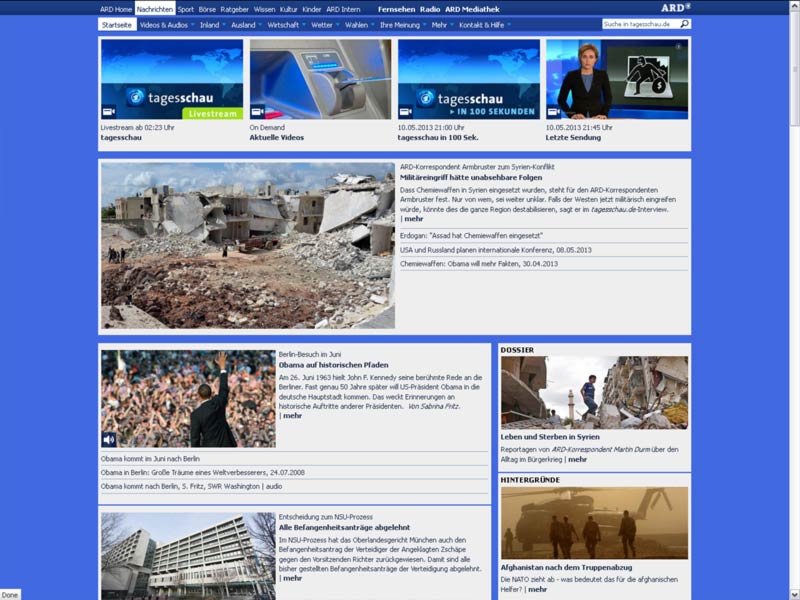 ARD Home Nachrichten Sport Börse Ratgeber Wissen Kultur Kinder ARD Intern Fernsehen Radio ARD Mediathek ARD
Startseite Videos & Audios Inland Ausland Wirtschaft Wetter Wahlen Ihre Meinung Mehr Kontakt & Hilfe Suche in tagesschau.de
tagesschau
Livestream
tagesschau
IN 100 SEKUNDEN
Livestream ab 02:23 Uhr
tagesschau
On Demand
Aktuelle Videos
10.05.2013 21:00 Uhr
tagesschau in 100 Sek.
10.05.2013 21:45 Uhr
Letzte Sendung
ARD-Korrespondent Armbruster zum Syrien-Konflikt
Militäreingriff hätte unabsehbare Folgen
Dass Chemiewaffen in Syrien eingesetzt wurden, steht für den ARD-Korrespondenten
Armbruster fest. Nur von wem, sei weiter unklar. Falls der Westen jetzt militärisch eingreifen
würde, könnte dies die ganze Region destabilisieren, sagt er im tagesschau.de-Interview.
| mehr
Erdogan: "Assad hat Chemiewaffen eingesetzt"
USA und Russland planen internationale Konferenz, 08.05.2013
Chemiewaffen: Obama will mehr Fakten, 30.04.2013
Berlin-Besuch im Juni
Obama auf historischen Pfaden
Am 26. Juni 1963 hielt John F. Kennedy seine berühmte Rede an die
Berliner. Fast genau 50 Jahre später will US-Präsident Obama in die
deutsche Hauptstadt kommen. Das weckt Erinnerungen an
historische Auftritte anderer Präsidenten. Von Sabrina Fritz.
| mehr
Obama kommt im Juni nach Berlin
Obama in Berlin: Große Träume eines Weltverbesserers, 24.07.2008
Obama kommt nach Berlin, S. Fritz, SWR Washington | audio
DOSSIER
Leben und Sterben in Syrien
Reportagen von ARD-Korrespondent Martin Durm über den
Alltag im Bürgerkrieg | mehr
HINTERGRÜNDE
Afghanistan nach dem Truppenabzug
Die NATO zieht ab - was bedeutet das für die afghanischen
Helfer? | mehr
Entscheidung zum NSU-Prozess
Alle Befangenheitsanträge abgelehnt
Im NSU-Prozess hat das Oberlandesgericht München auch den
Befangenheitsantrag der Verteidiger der Angeklagten Zschäpe
gegen den Vorsitzenden Richter zurückgewiesen. Damit sind alle
bisher gestellten Befangenheitsanträge der Verteidigung abgelehnt.
| mehr
Done